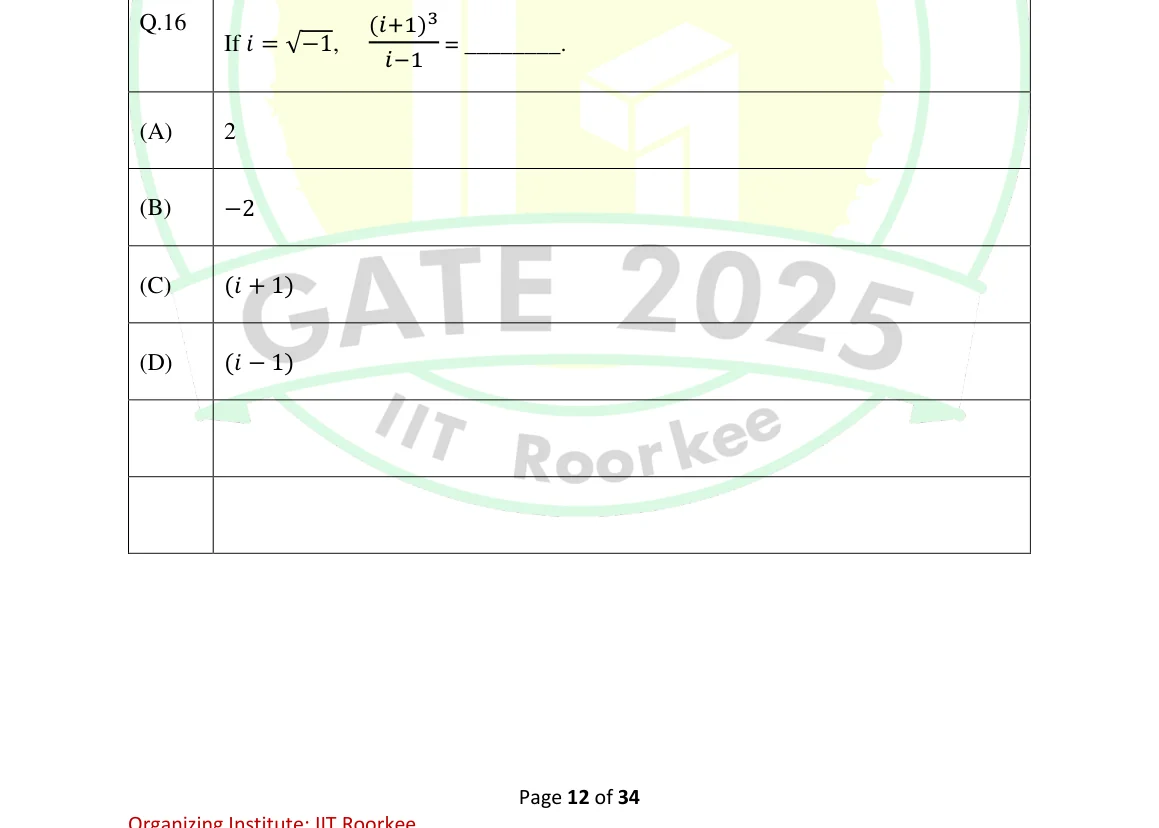 Q.16 If 𝑖 = √−1, (𝑖+1)³/(𝑖−1) = ________.
(A) 2
(B) −2
(C) (𝑖 + 1)
(D) (𝑖 − 1)
GATE 2025
IIT Roorkee
Page 12 of 34
Organizing Institute: IIT Roorkee